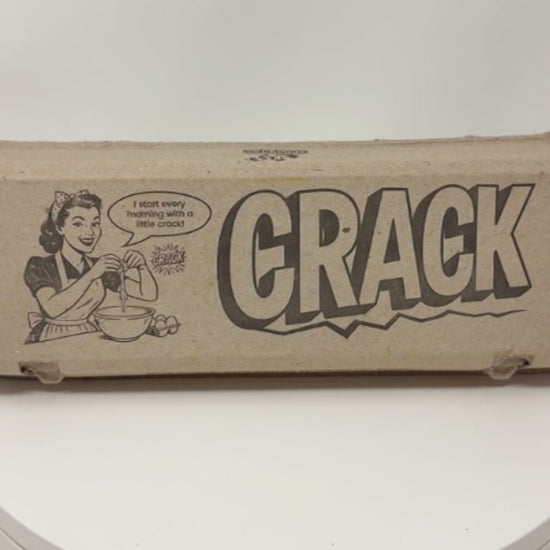 I start every
morning with a
little crack!
CRACK
CRACK